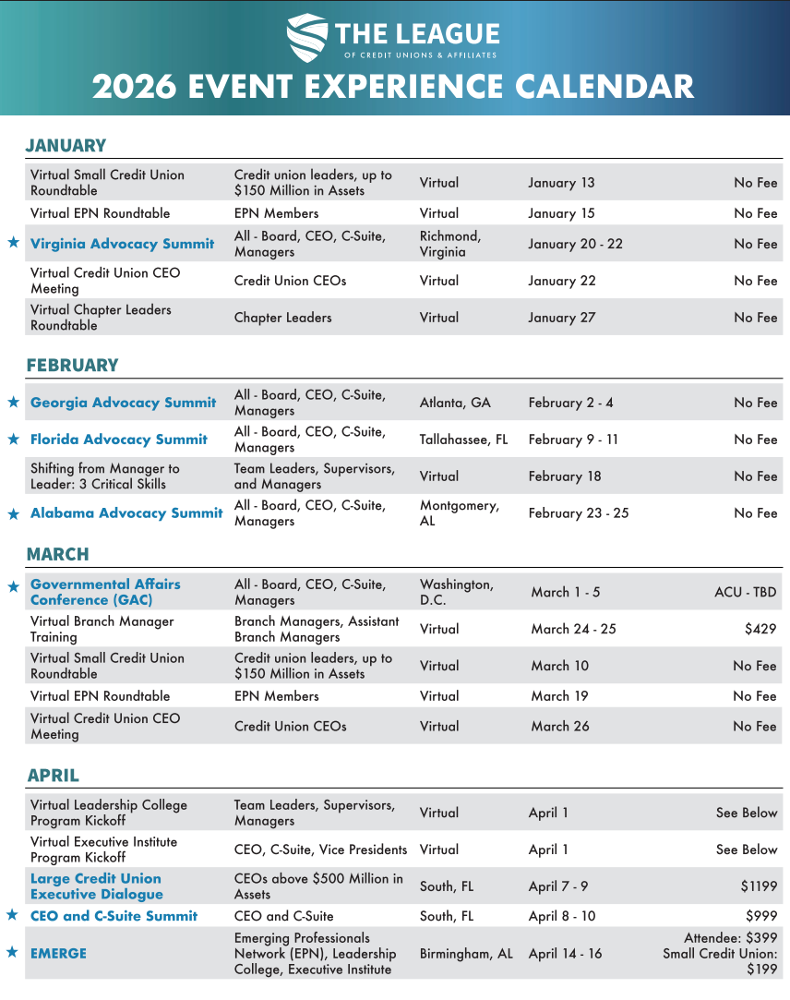 THE LEAGUE
OF CREDIT UNIONS & AFFILIATES
2026 EVENT EXPERIENCE CALENDAR
JANUARY
Virtual Small Credit Union Roundtable Credit union leaders, up to $150 Million in Assets Virtual January 13 No Fee
Virtual EPN Roundtable EPN Members Virtual January 15 No Fee
★ Virginia Advocacy Summit All - Board, CEO, C-Suite, Managers Richmond, Virginia January 20 - 22 No Fee
Virtual Credit Union CEO Meeting Credit Union CEOs Virtual January 22 No Fee
Virtual Chapter Leaders Roundtable Chapter Leaders Virtual January 27 No Fee
FEBRUARY
★ Georgia Advocacy Summit All - Board, CEO, C-Suite, Managers Atlanta, GA February 2 - 4 No Fee
★ Florida Advocacy Summit All - Board, CEO, C-Suite, Managers Tallahassee, FL February 9 - 11 No Fee
Shifting from Manager to Leader: 3 Critical Skills Team Leaders, Supervisors, and Managers Virtual February 18 No Fee
★ Alabama Advocacy Summit All - Board, CEO, C-Suite, Managers Montgomery, AL February 23 - 25 No Fee
MARCH
★ Governmental Affairs Conference (GAC) All - Board, CEO, C-Suite, Managers Washington, D.C. March 1 - 5 ACU - TBD
Virtual Branch Manager Training Branch Managers, Assistant Branch Managers Virtual March 24 - 25 $429
Virtual Small Credit Union Roundtable Credit union leaders, up to $150 Million in Assets Virtual March 10 No Fee
Virtual EPN Roundtable EPN Members Virtual March 19 No Fee
Virtual Credit Union CEO Meeting Credit Union CEOs Virtual March 26 No Fee
APRIL
Virtual Leadership College Program Kickoff Team Leaders, Supervisors, Managers Virtual April 1 See Below
Virtual Executive Institute Program Kickoff CEO, C-Suite, Vice Presidents Virtual April 1 See Below
Large Credit Union Executive Dialogue CEOs above $500 Million in Assets South, FL April 7 - 9 $1199
★ CEO and C-Suite Summit CEO and C-Suite South, FL April 8 - 10 $999
★ EMERGE Emerging Professionals Network (EPN), Leadership College, Executive Institute Birmingham, AL April 14 - 16 Attendee: $399 Small Credit Union: $199